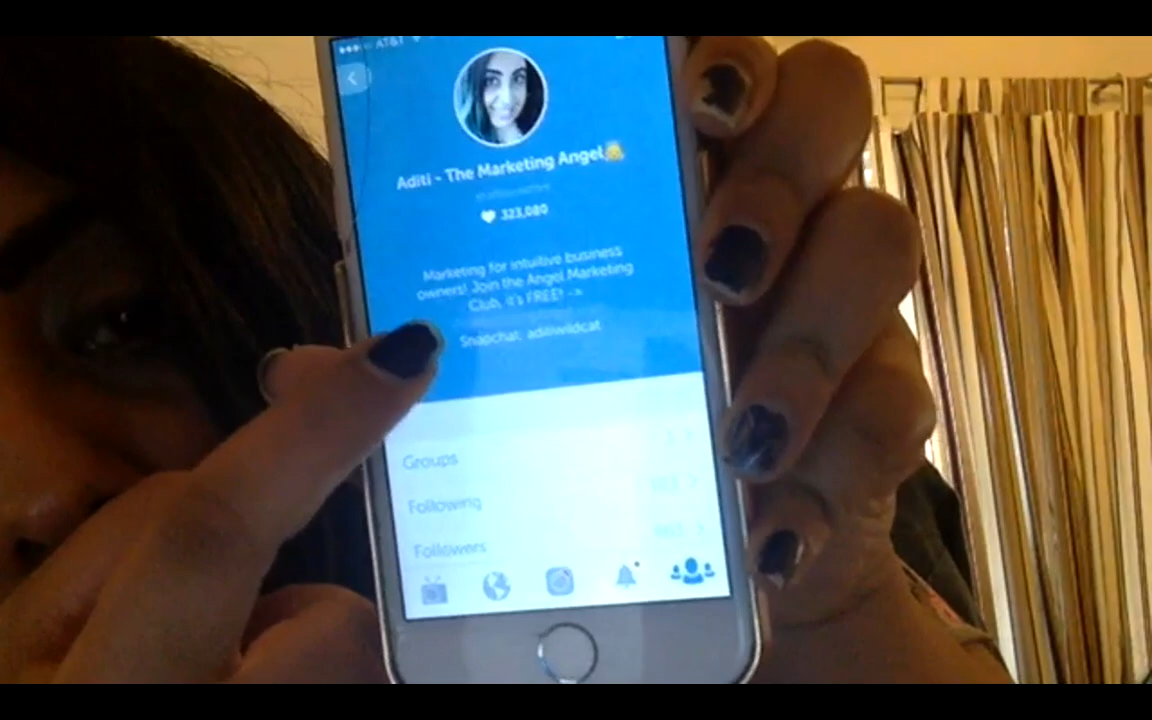 AT&T
Aditi - The Marketing Angel
323,080
Marketing for intuitive business
owners! Join the Angel Marketing
Club, it's FREE! ->
Snapchat: aditiwildcat
Groups
Following
Followers